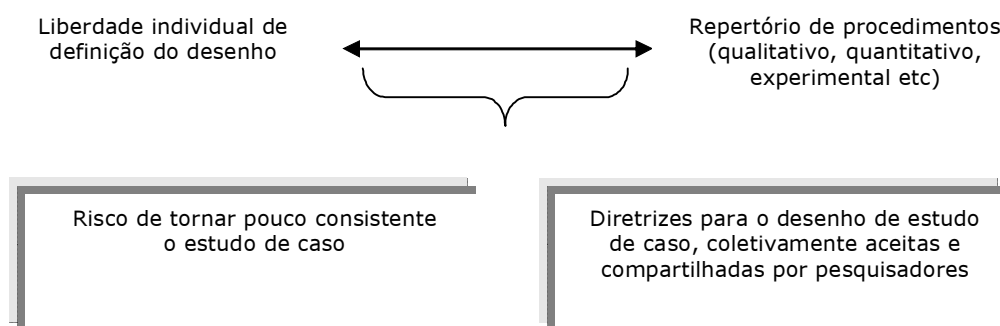 Liberdade individual de
definição do desenho
Repertório de procedimentos
(qualitativo, quantitativo,
experimental etc)
Risco de tornar pouco consistente
o estudo de caso
Diretrizes para o desenho de estudo
de caso, coletivamente aceitas e
compartilhadas por pesquisadores